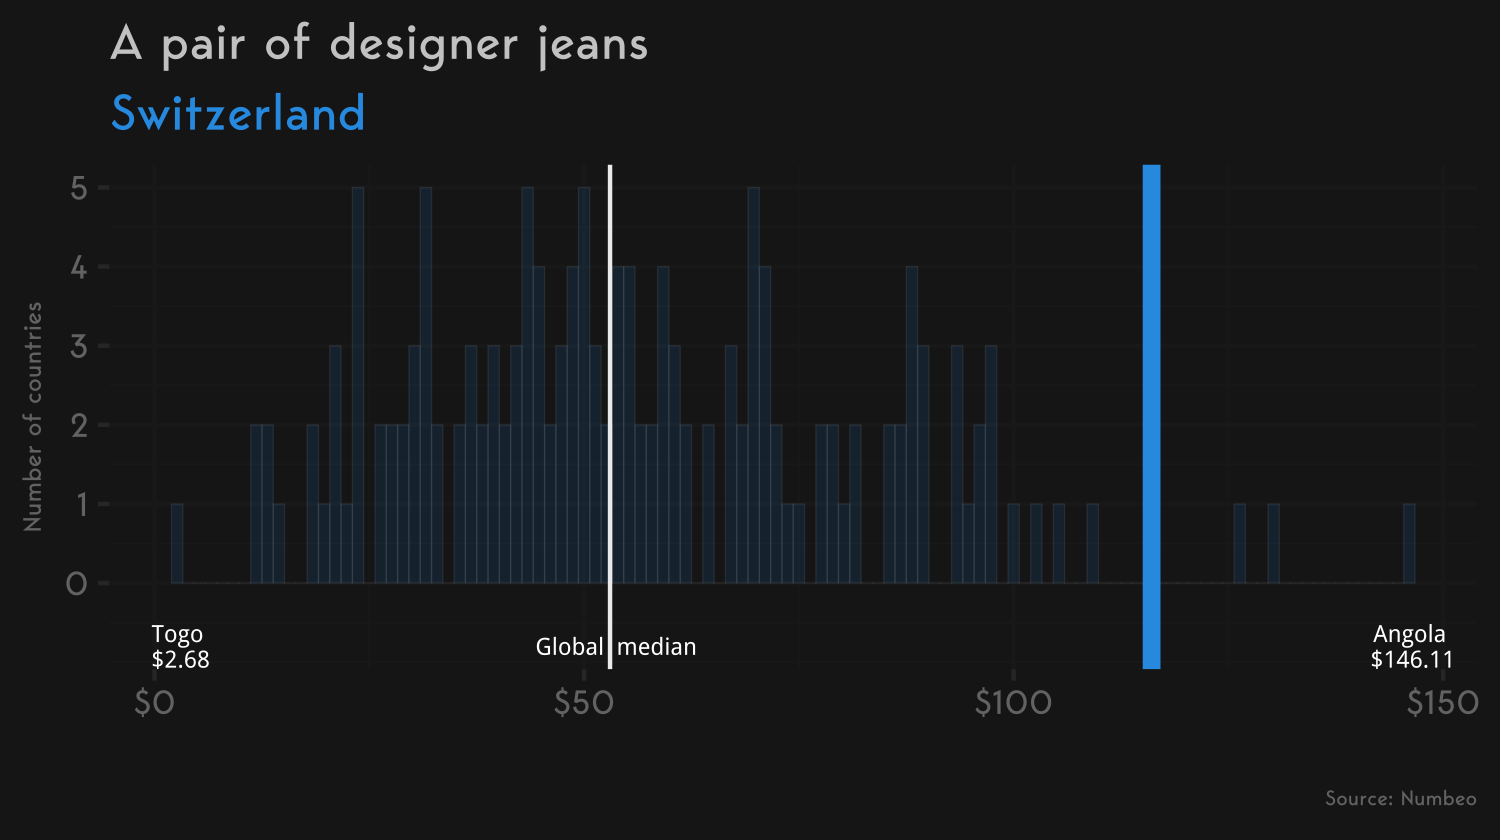 A pair of designer jeans
Switzerland
Number of countries
5
4
3
2
1
0
Togo
$2.68
Global median
Angola
$146.11
$0 $50 $100 $150
Source: Numbeo